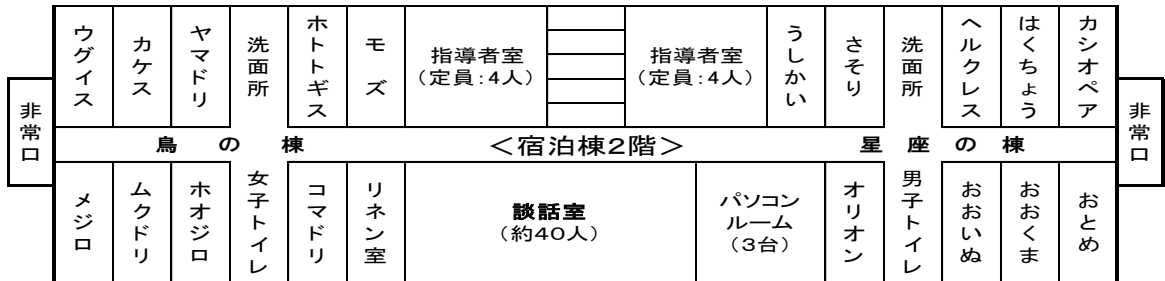 ウグイス
カケス
ヤマドリ
洗面所
ホトトギス
モズ
指導者室
（定員：4人）
指導者室
（定員：4人）
うしかい
さそり
洗面所
ヘルクレス
はくちょう
カシオペア
非常口
鳥の棟
＜宿泊棟2階＞
星座の棟
非常口
メジロ
ムクドリ
ホオジロ
女子トイレ
コマドリ
リネン室
談話室
（約40人）
パソコン
ルーム
（3台）
オリオン
男子トイレ
おおいぬ
おおくま
おとめ